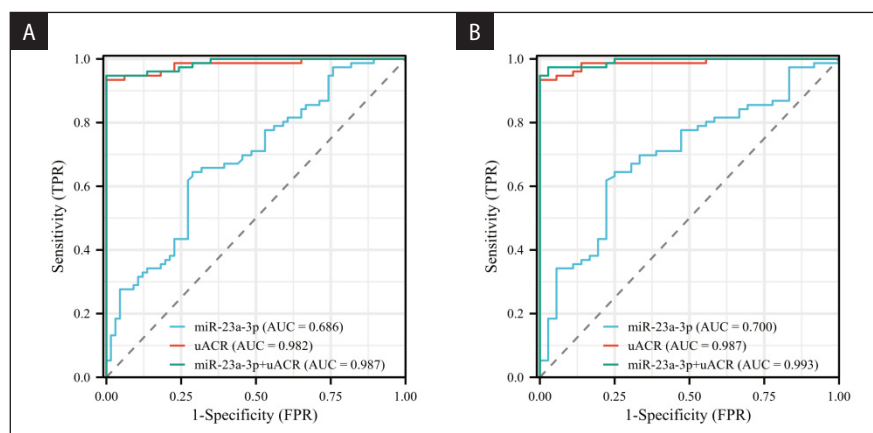 A
Sensitivity (TPR)
1.0
0.8
0.6
0.4
0.2
0.0
miR-23a-3p (AUC = 0.686)
uACR (AUC = 0.982)
miR-23a-3p+uACR (AUC = 0.987)
0.0
0.25
0.50
0.75
1.00
1-Specificity (FPR)
B
Sensitivity (TPR)
1.0
0.8
0.6
0.4
0.2
0.0
miR-23a-3p (AUC = 0.700)
uACR (AUC = 0.987)
miR-23a-3p+uACR (AUC = 0.993)
0.0
0.25
0.50
0.75
1.00
1-Specificity (FPR)